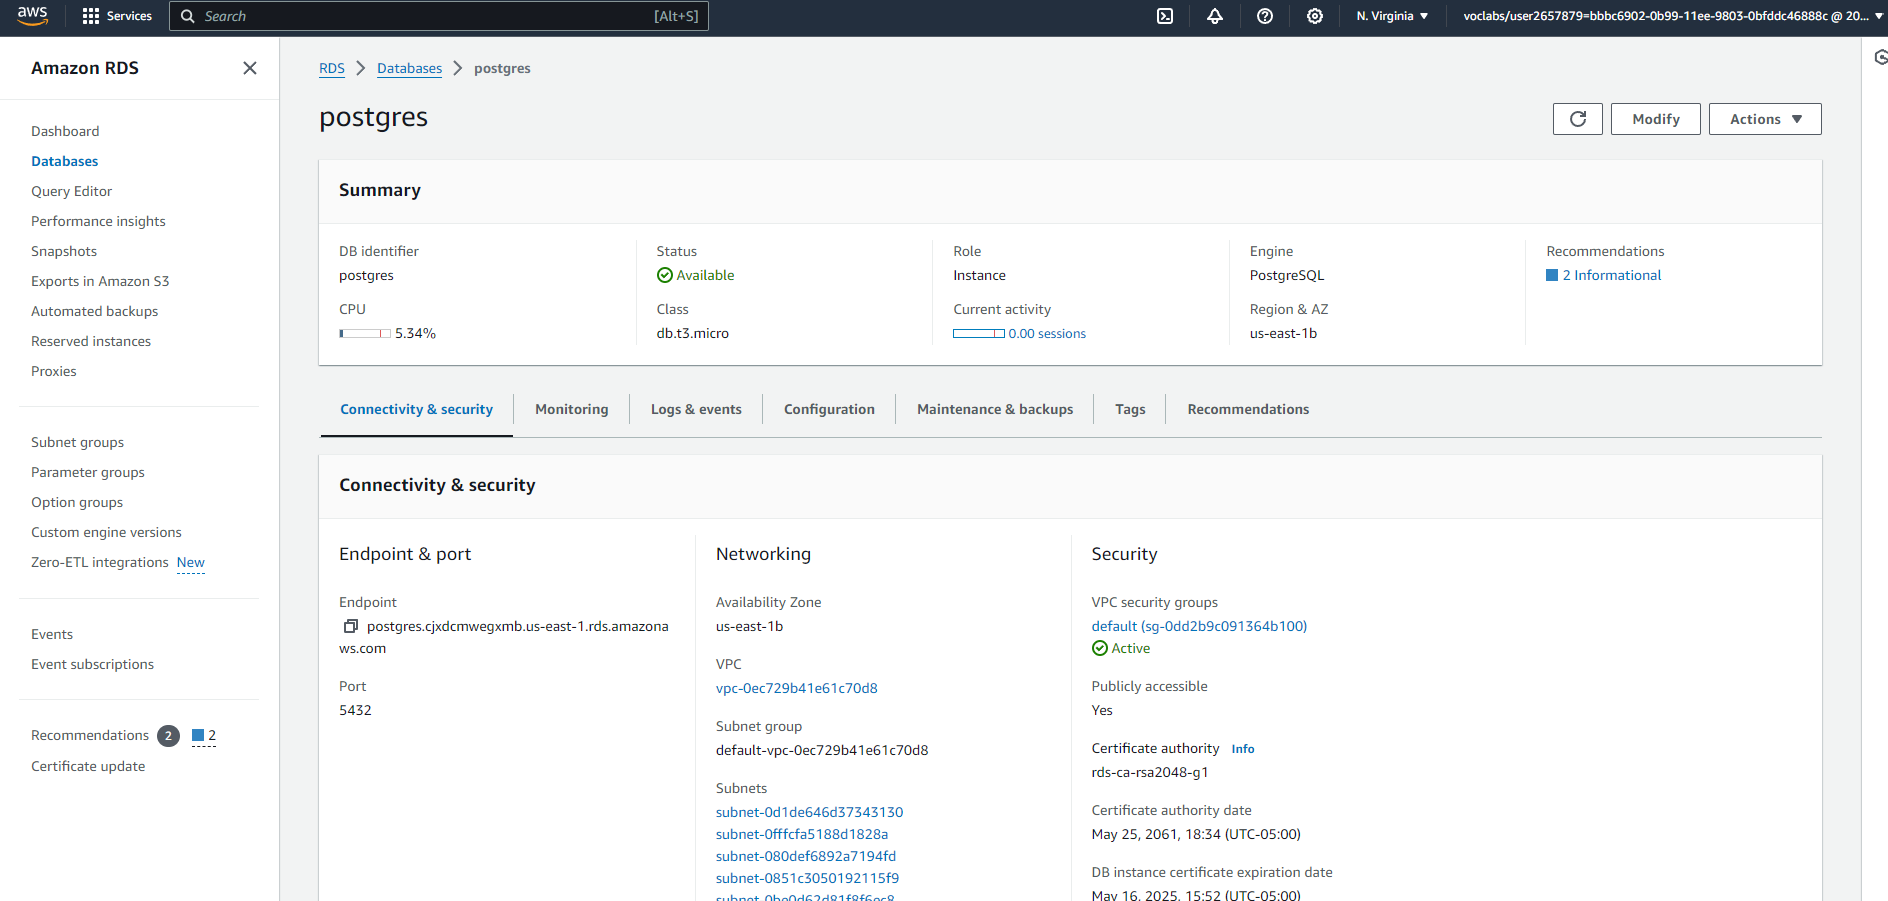 aws
Services
Search
[Alt+S]
N. Virginia
voclabs/user2657879=bbbc6902-0b99-11ee-9803-0bfddc46888c @ 20...
Amazon RDS
Dashboard
Databases
Query Editor
Performance insights
Snapshots
Exports in Amazon S3
Automated backups
Reserved instances
Proxies
Subnet groups
Parameter groups
Option groups
Custom engine versions
Zero-ETL integrations New
Events
Event subscriptions
Recommendations 2 2
Certificate update
RDS Databases postgres
postgres
Modify
Actions
Summary
DB identifier
postgres
CPU
5.34%
Status
Available
Class
db.t3.micro
Role
Instance
Current activity
0.00 sessions
Engine
PostgreSQL
Region & AZ
us-east-1b
Recommendations
2 Informational
Connectivity & security
Monitoring
Logs & events
Configuration
Maintenance & backups
Tags
Recommendations
Connectivity & security
Endpoint & port
Endpoint
postgres.cjxdcmwegxmb.us-east-1.rds.amazona
ws.com
Port
5432
Networking
Availability Zone
us-east-1b
VPC
vpc-0ec729b41e61c70d8
Subnet group
default-vpc-0ec729b41e61c70d8
Subnets
subnet-0d1de646d37343130
subnet-0fffcfa5188d1828a
subnet-080def6892a7194fd
subnet-0851c3050192115f9
subnet-0be0d62d81f8f6ec8
Security
VPC security groups
default (sg-0dd2b9c091364b100)
Active
Publicly accessible
Yes
Certificate authority Info
rds-ca-rsa2048-g1
Certificate authority date
May 25, 2061, 18:34 (UTC-05:00)
DB instance certificate expiration date
May 16, 2025, 15:52 (UTC-05:00)